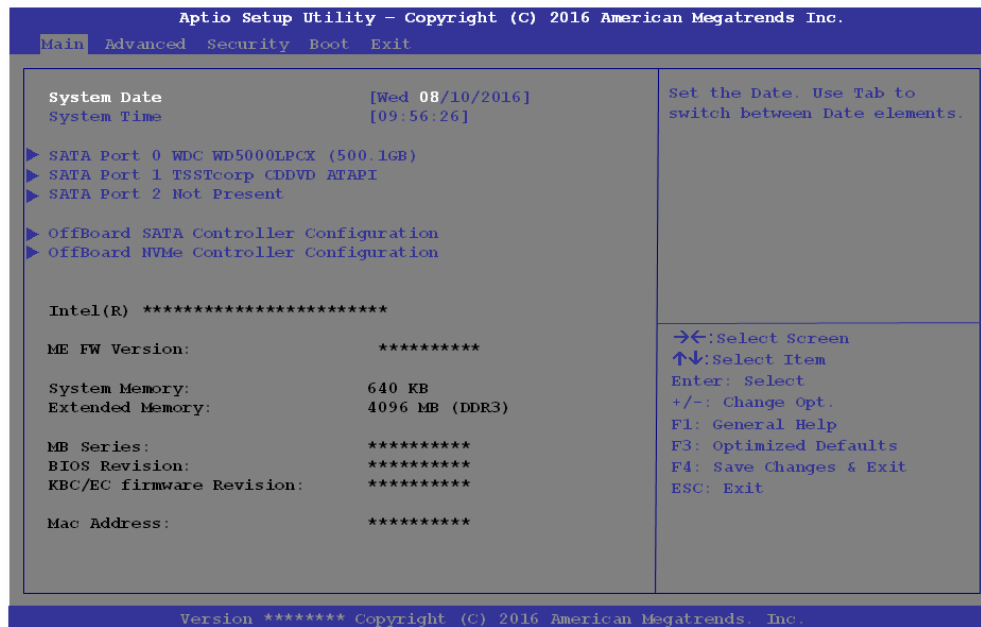 Aptio Setup Utility – Copyright (C) 2016 American Megatrends Inc.
Main Advanced Security Boot Exit
System Date [Wed 08/10/2016]
System Time [09:56:26]
SATA Port 0 WDC WD5000LPCX (500.1GB)
SATA Port 1 TSSTcorp CDDVD ATAPI
SATA Port 2 Not Present
OffBoard SATA Controller Configuration
OffBoard NVMe Controller Configuration
Intel(R) ************************
ME FW Version: **********
System Memory: 640 KB
Extended Memory: 4096 MB (DDR3)
MB Series: **********
BIOS Revision: **********
KBC/EC firmware Revision: **********
Mac Address: **********
Set the Date. Use Tab to
switch between Date elements.
→←:Select Screen
↑↓:Select Item
Enter: Select
+/-: Change Opt.
F1: General Help
F3: Optimized Defaults
F4: Save Changes & Exit
ESC: Exit
Version ******** Copyright (C) 2016 American Megatrends. Inc.